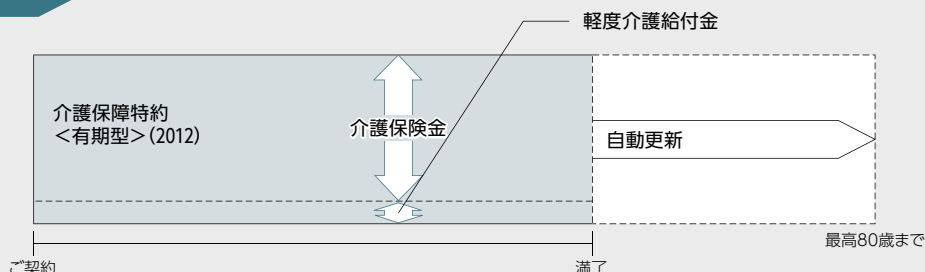 軽度介護給付金
介護保障特約
＜有期型＞（2012）
介護保険金
自動更新
最高80歳まで
ご契約
満了